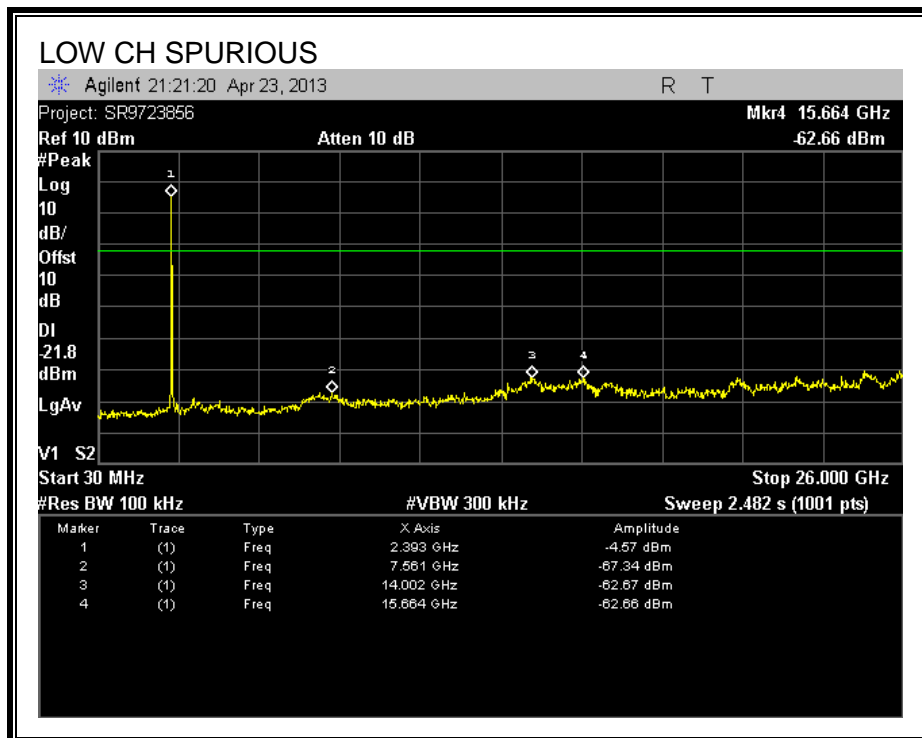 LOW CH SPURIOUS
Agilent 21:21:20 Apr 23, 2013 R T
Project: SR9723856 Mkr4 15.664 GHz
Ref 10 dBm Atten 10 dB -62.66 dBm
#Peak
Log
10
dB/
Offst
10
dB
DI
-21.8
dBm
LgAv
V1 S2
1
2
3
4
Start 30 MHz Stop 26.000 GHz
#Res BW 100 kHz #VBW 300 kHz Sweep 2.482 s (1001 pts)
Marker Trace Type X Axis Amplitude
1 (1) Freq 2.393 GHz -4.57 dBm
2 (1) Freq 7.561 GHz -67.34 dBm
3 (1) Freq 14.002 GHz -62.67 dBm
4 (1) Freq 15.664 GHz -62.66 dBm